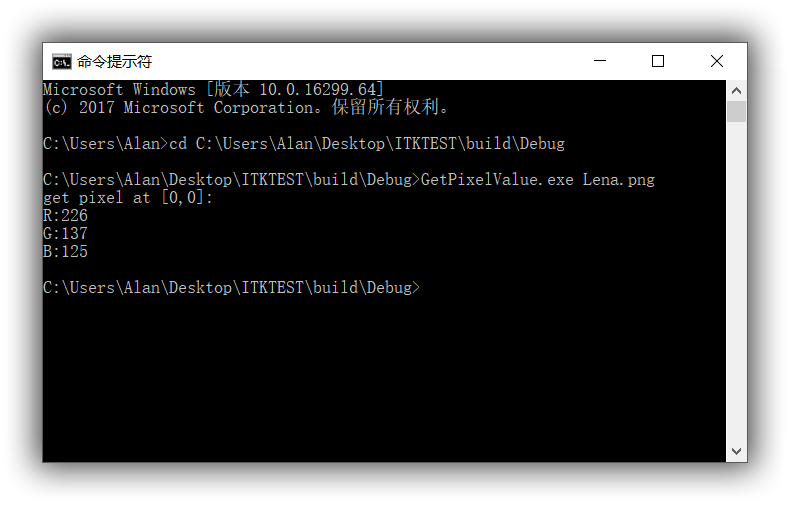 命令提示符
Microsoft Windows [版本 10.0.16299.64]
(c) 2017 Microsoft Corporation。保留所有权利。
C:\Users\Alan>cd C:\Users\Alan\Desktop\ITKTEST\build\Debug
C:\Users\Alan\Desktop\ITKTEST\build\Debug>GetPixelValue.exe Lena.png
get pixel at [0,0]:
R:226
G:137
B:125
C:\Users\Alan\Desktop\ITKTEST\build\Debug>